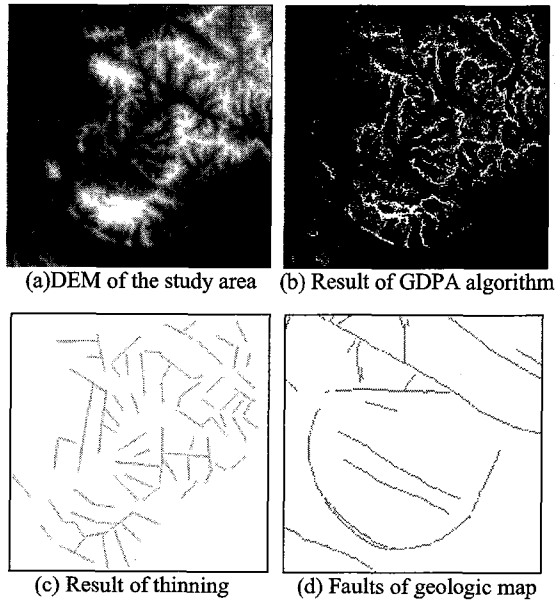 (a)DEM of the study area
(b) Result of GDPA algorithm
(c) Result of thinning
(d) Faults of geologic map